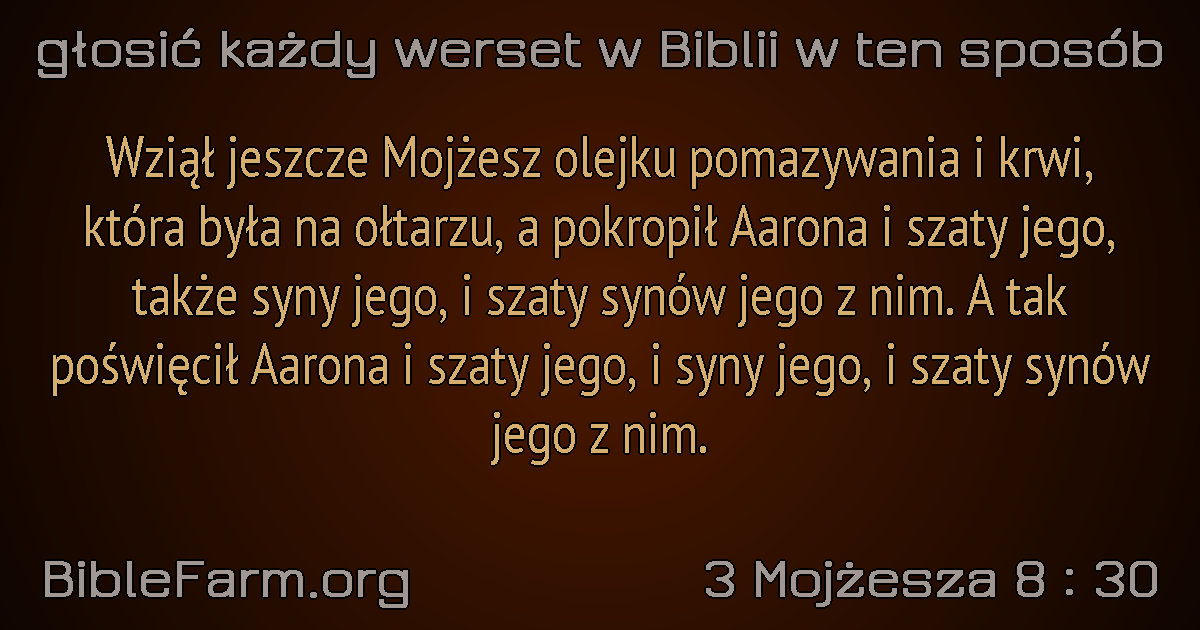 głosić każdy werset w Biblii w ten sposób
Wziął jeszcze Mojżesz olejku pomazywania i krwi,
która była na ołtarzu, a pokropił Aarona i szaty jego,
także syny jego, i szaty synów jego z nim. A tak
poświęcił Aarona i szaty jego, i syny jego, i szaty synów
jego z nim.
BibleFarm.org
3 Mojżesza 8 : 30